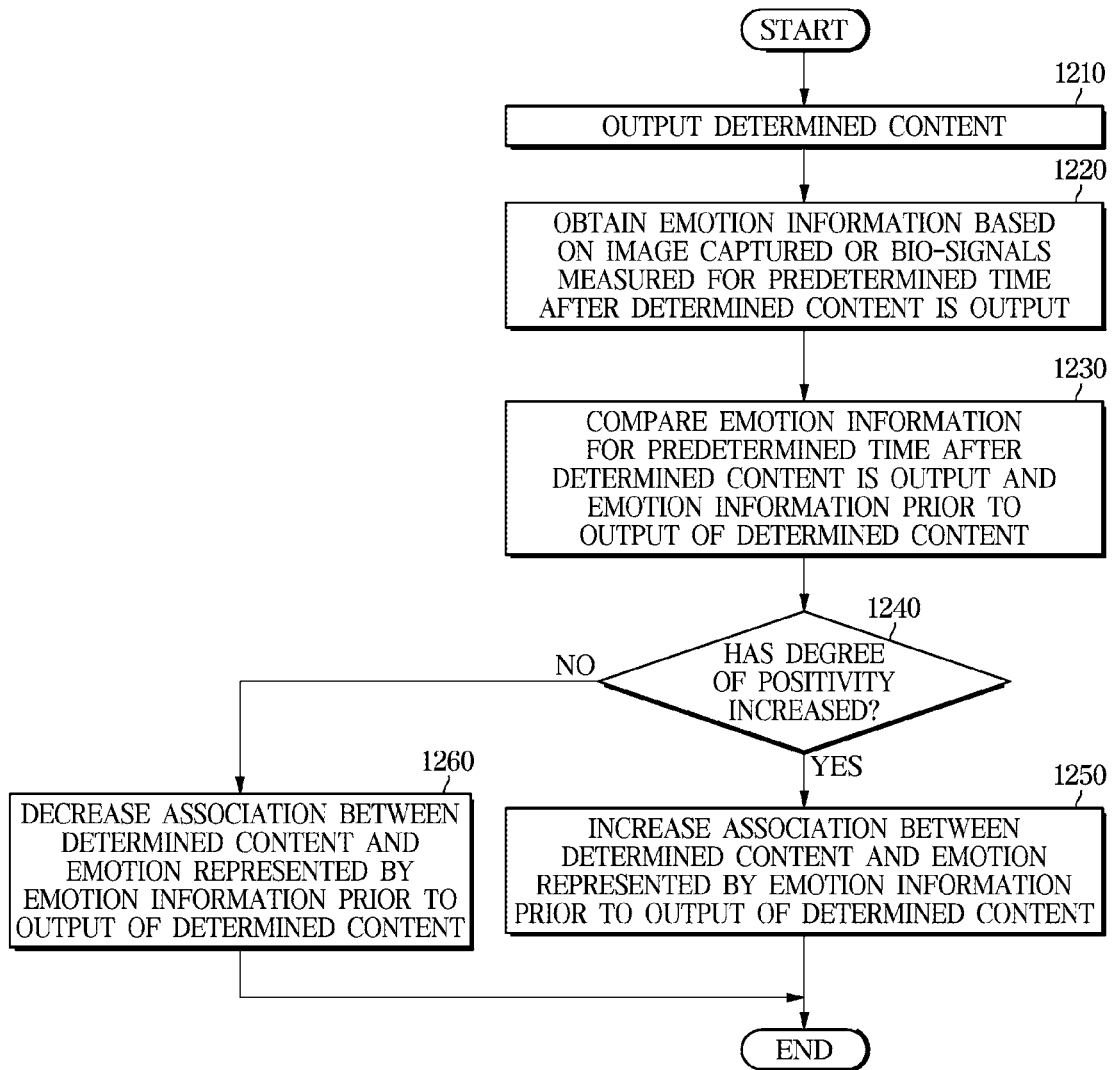 START
1210
OUTPUT DETERMINED CONTENT
1220
OBTAIN EMOTION INFORMATION BASED
ON IMAGE CAPTURED OR BIO-SIGNALS
MEASURED FOR PREDETERMINED TIME
AFTER DETERMINED CONTENT IS OUTPUT
1230
COMPARE EMOTION INFORMATION
FOR PREDETERMINED TIME AFTER
DETERMINED CONTENT IS OUTPUT AND
EMOTION INFORMATION PRIOR TO
OUTPUT OF DETERMINED CONTENT
1240
HAS DEGREE
OF POSITIVITY
INCREASED?
NO
YES
1260
DECREASE ASSOCIATION BETWEEN
DETERMINED CONTENT AND
EMOTION REPRESENTED BY
EMOTION INFORMATION PRIOR TO
OUTPUT OF DETERMINED CONTENT
1250
INCREASE ASSOCIATION BETWEEN
DETERMINED CONTENT AND EMOTION
REPRESENTED BY EMOTION INFORMATION
PRIOR TO OUTPUT OF DETERMINED CONTENT
END